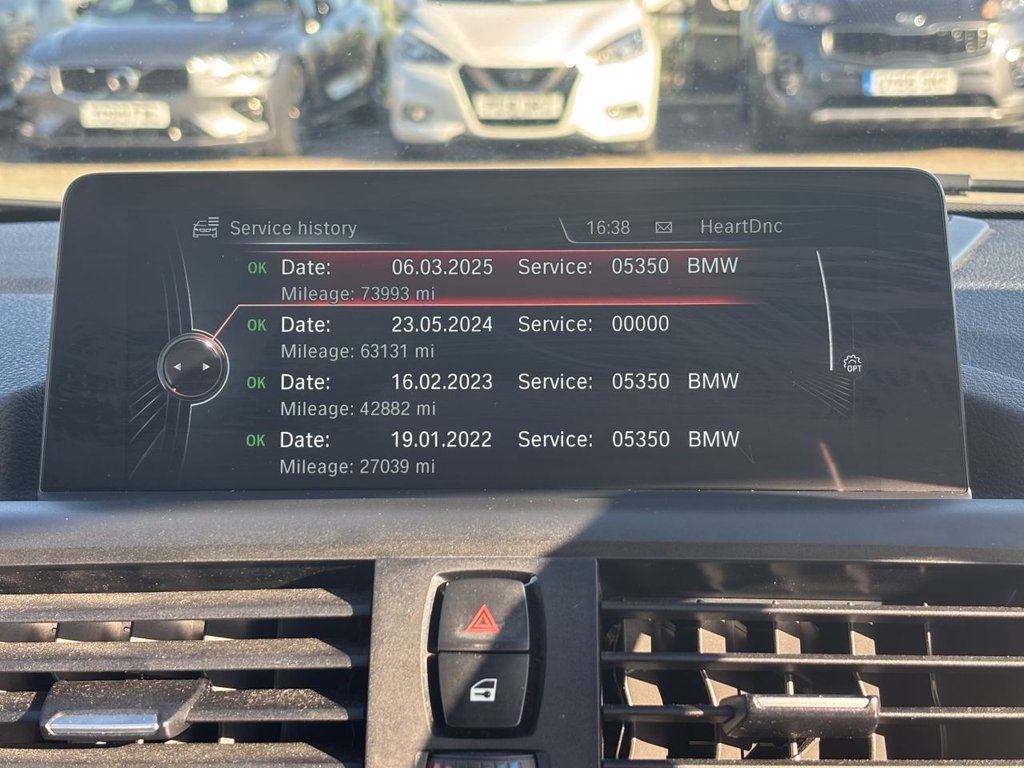 Service history 16:38 HeartDnc
OK Date: 06.03.2025 Service: 05350 BMW
Mileage: 73993 mi
OK Date: 23.05.2024 Service: 00000
Mileage: 63131 mi
OPT
OK Date: 16.02.2023 Service: 05350 BMW
Mileage: 42882 mi
OK Date: 19.01.2022 Service: 05350 BMW
Mileage: 27039 mi